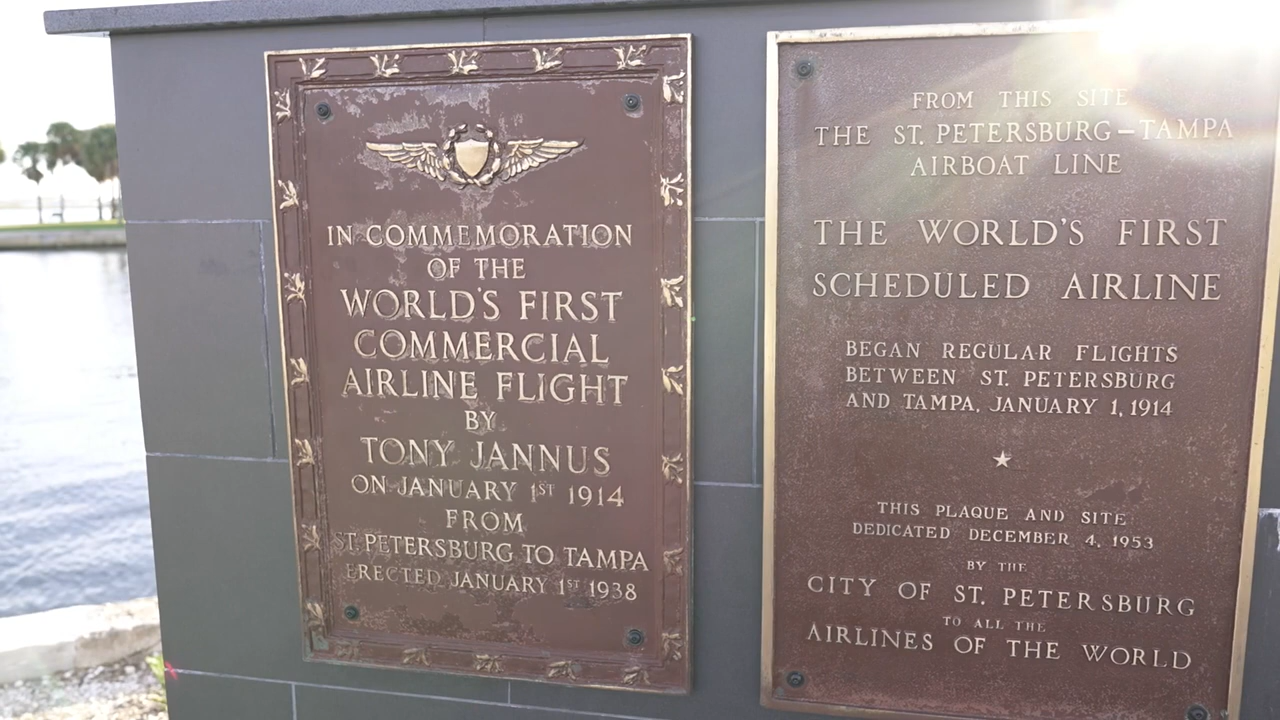 IN COMMEMORATION
OF THE
WORLD'S FIRST
COMMERCIAL
AIRLINE FLIGHT
BY
TONY JANNUS
ON JANUARY 1ST 1914
FROM
ST. PETERSBURG TO TAMPA
ERECTED JANUARY 1ST 1938
FROM THIS SITE
THE ST. PETERSBURG-TAMPA
AIRBOAT LINE
THE WORLD'S FIRST
SCHEDULED AIRLINE
BEGAN REGULAR FLIGHTS
BETWEEN ST. PETERSBURG
AND TAMPA, JANUARY 1, 1914
THIS PLAQUE AND SITE
DEDICATED DECEMBER 4, 1953
BY THE
CITY OF ST. PETERSBURG
TO ALL THE
AIRLINES OF THE WORLD